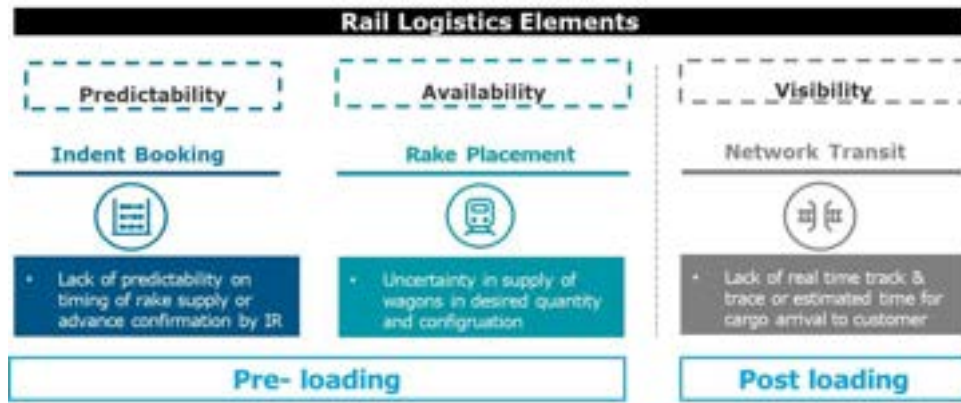 Rail Logistics Elements
Predictability
Indent Booking
• Lack of predictability on
timing of rake supply or
advance confirmation by IR
Availability
Rake Placement
• Uncertainty in supply of
wagons in desired quantity
and configruation
Visibility
Network Transit
• Lack of real time track &
trace or estimated time for
cargo arrival to customer
Pre- loading
Post loading